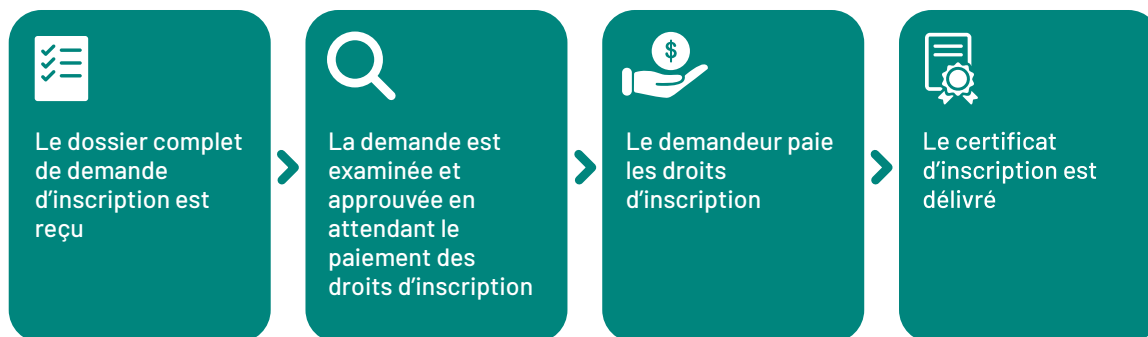 Le dossier complet
de demande
d’inscription est
reçu
La demande est
examinée et
approuvée en
attendant le
paiement des
droits d’inscription
$
Le demandeur paie
les droits
d’inscription
Le certificat
d’inscription est
délivré